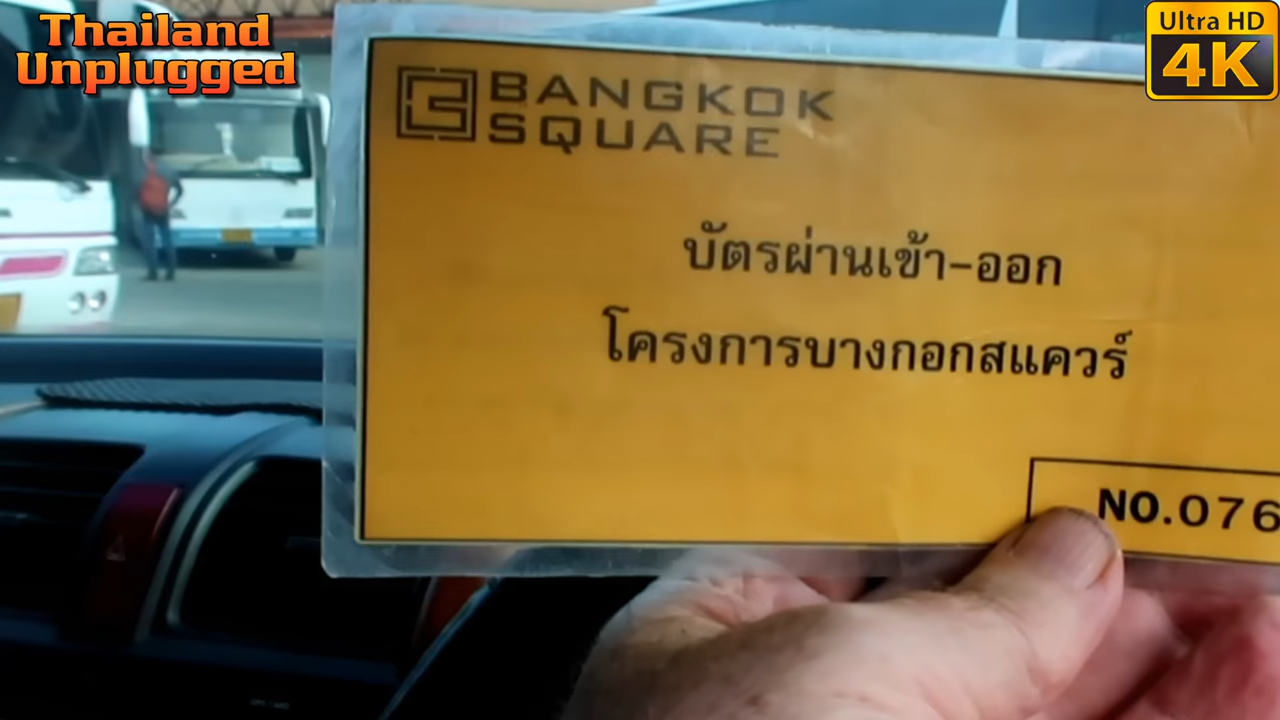 Thailand
Unplugged
Ultra HD
4K
BANGKOK
SQUARE
บัตรผ่านเข้า-ออก
โครงการบางกอกสแควร์
NO.076